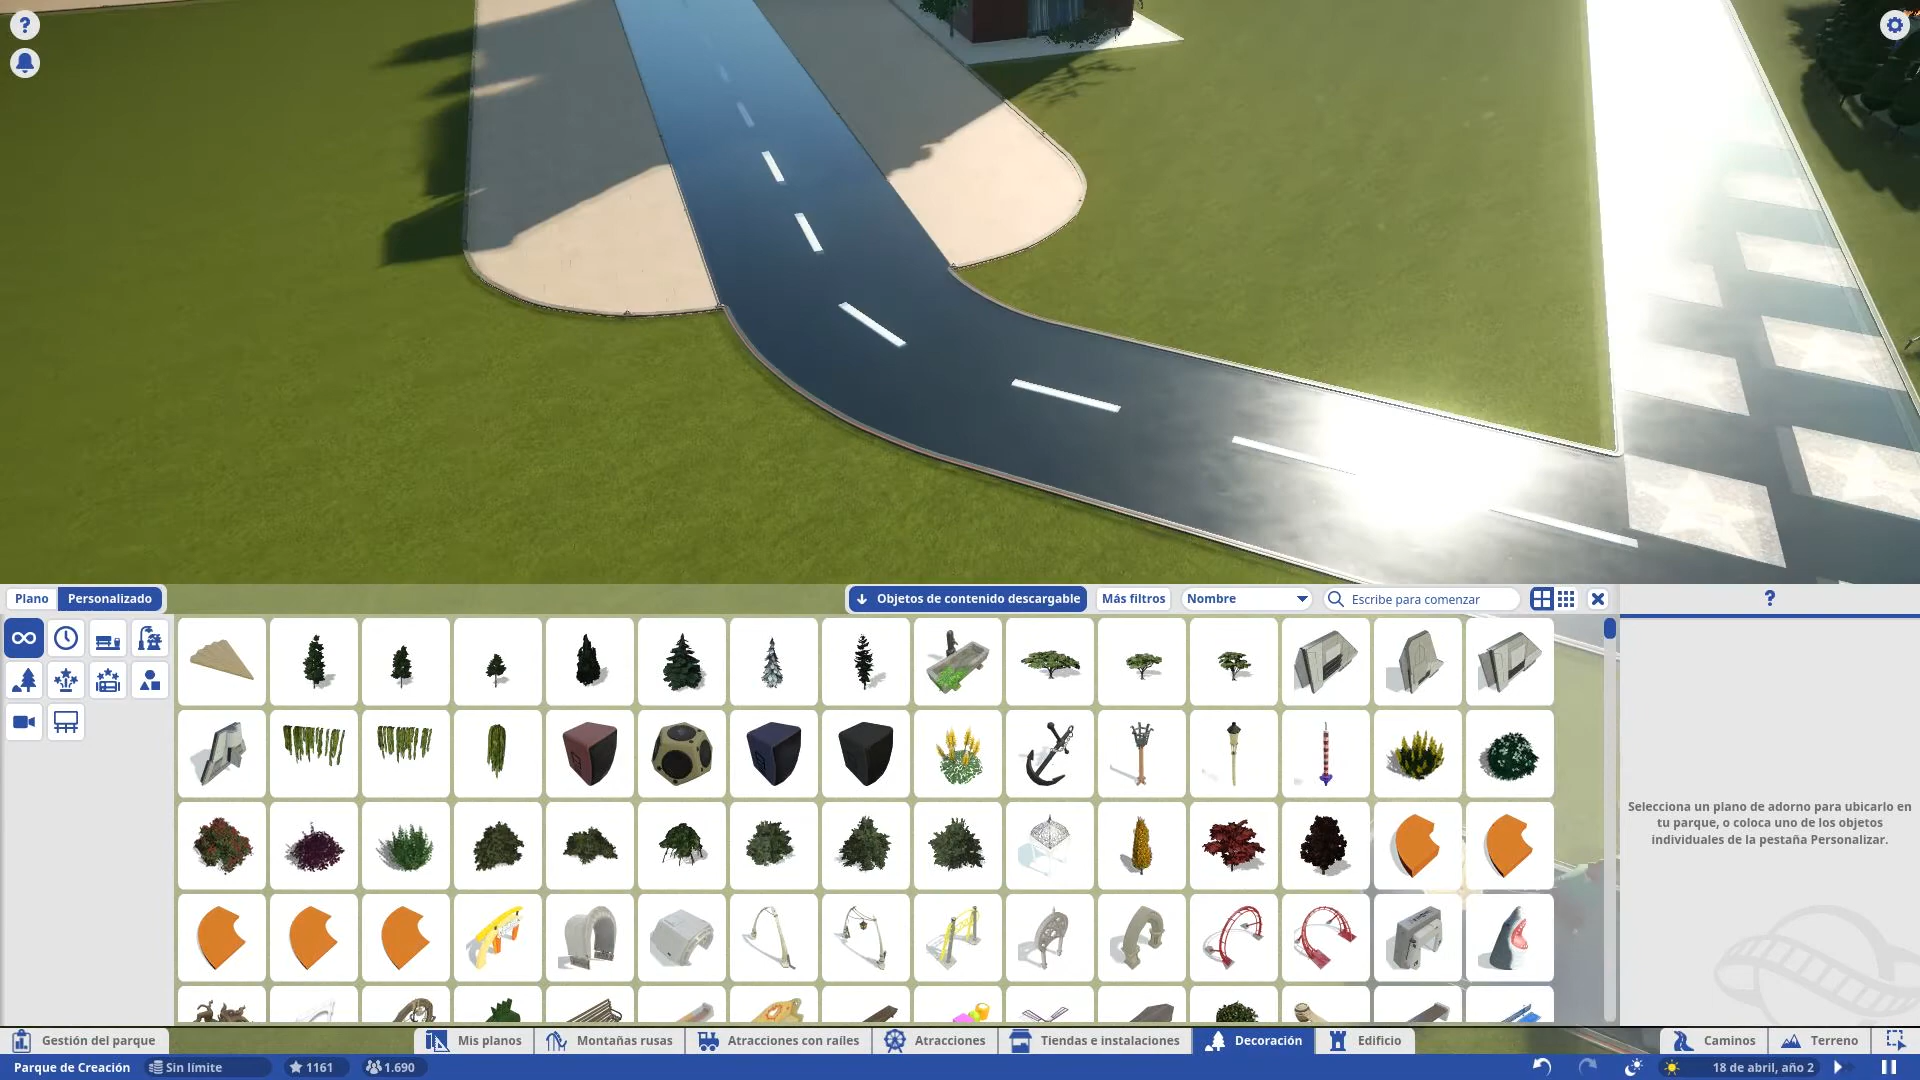 ?
Plano
Personalizado
Objetos de contenido descargable
Más filtros
Nombre
Escribe para comenzar
?
Selecciona un plano de adorno para ubicarlo en
tu parque, o coloca uno de los objetos
individuales de la pestaña Personalizar.
Gestión del parque
Mis planos
Montañas rusas
Atracciones con raíles
Atracciones
Tiendas e instalaciones
Decoración
Edificio
Caminos
Terreno
Parque de Creación
Sin límite
1161
1.690
18 de abril, año 2